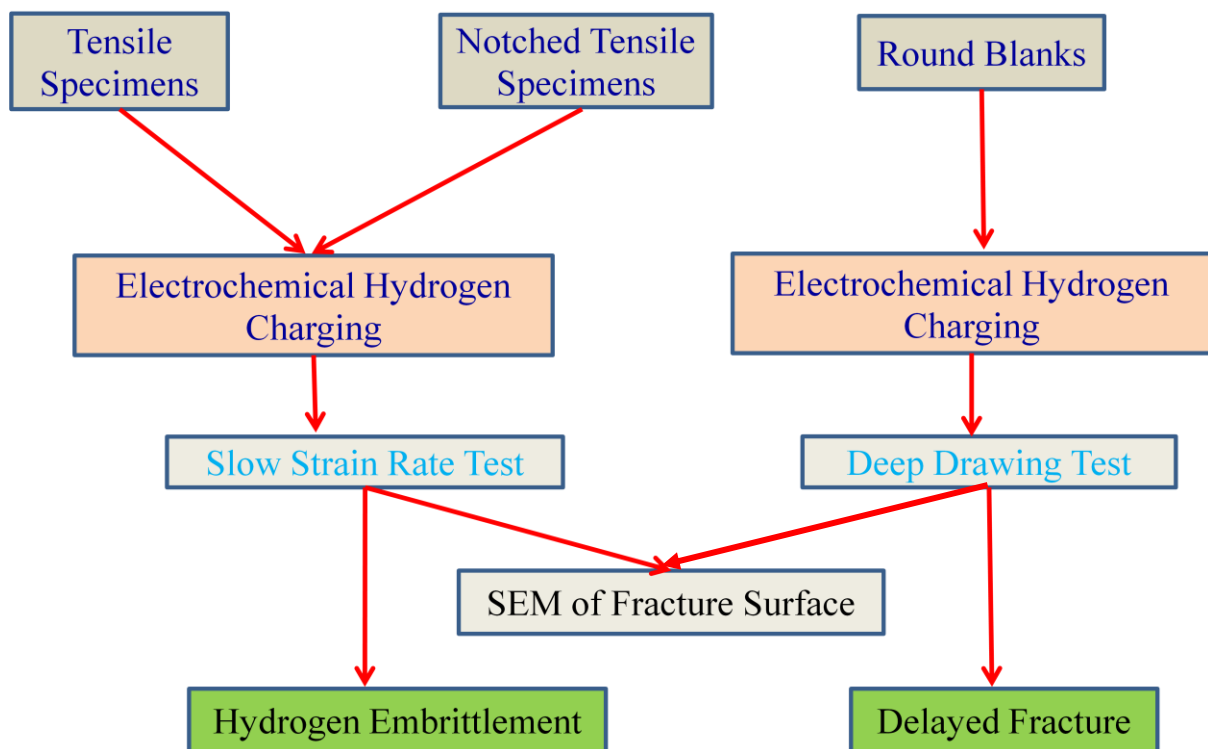 Tensile
Specimens
Notched Tensile
Specimens
Round Blanks
Electrochemical Hydrogen
Charging
Electrochemical Hydrogen
Charging
Slow Strain Rate Test
Deep Drawing Test
SEM of Fracture Surface
Hydrogen Embrittlement
Delayed Fracture